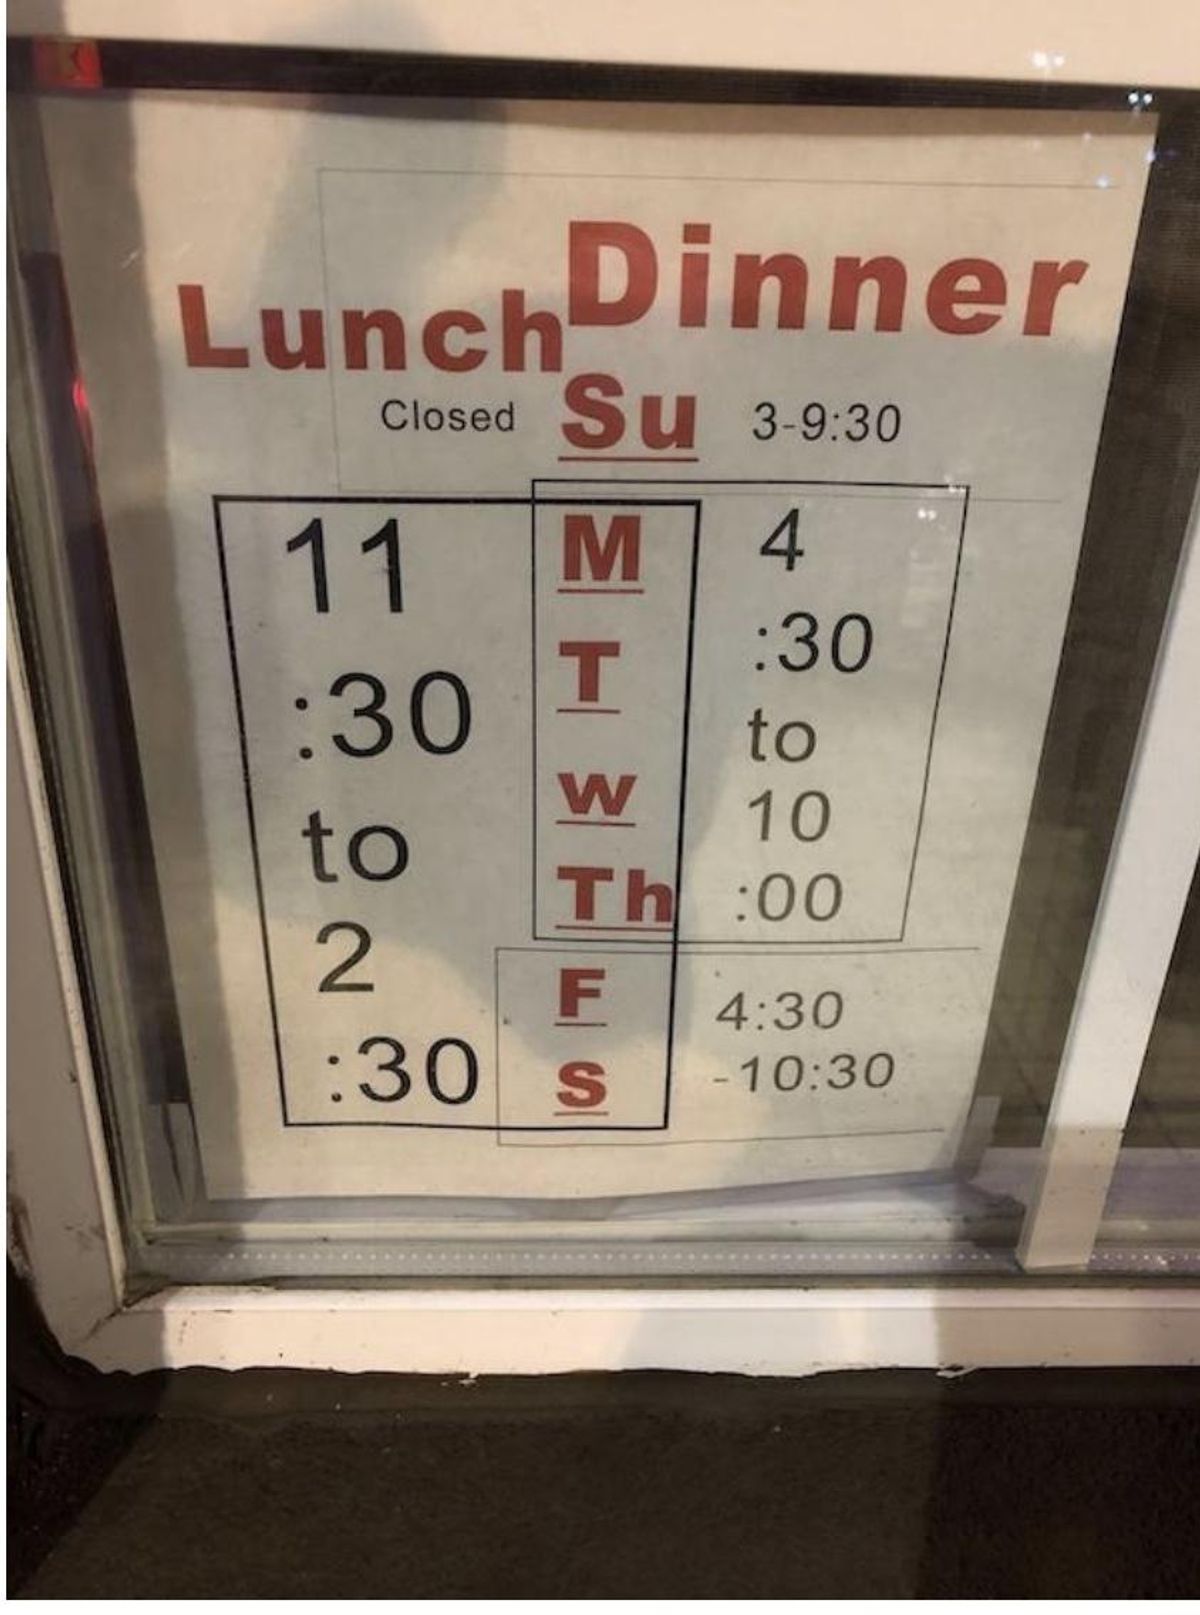 Lunch Dinner
Closed Su 3-9:30
11 M 4
:30 T :30
to w to
2 Th 10
:30 F :00
S 4:30
-10:30